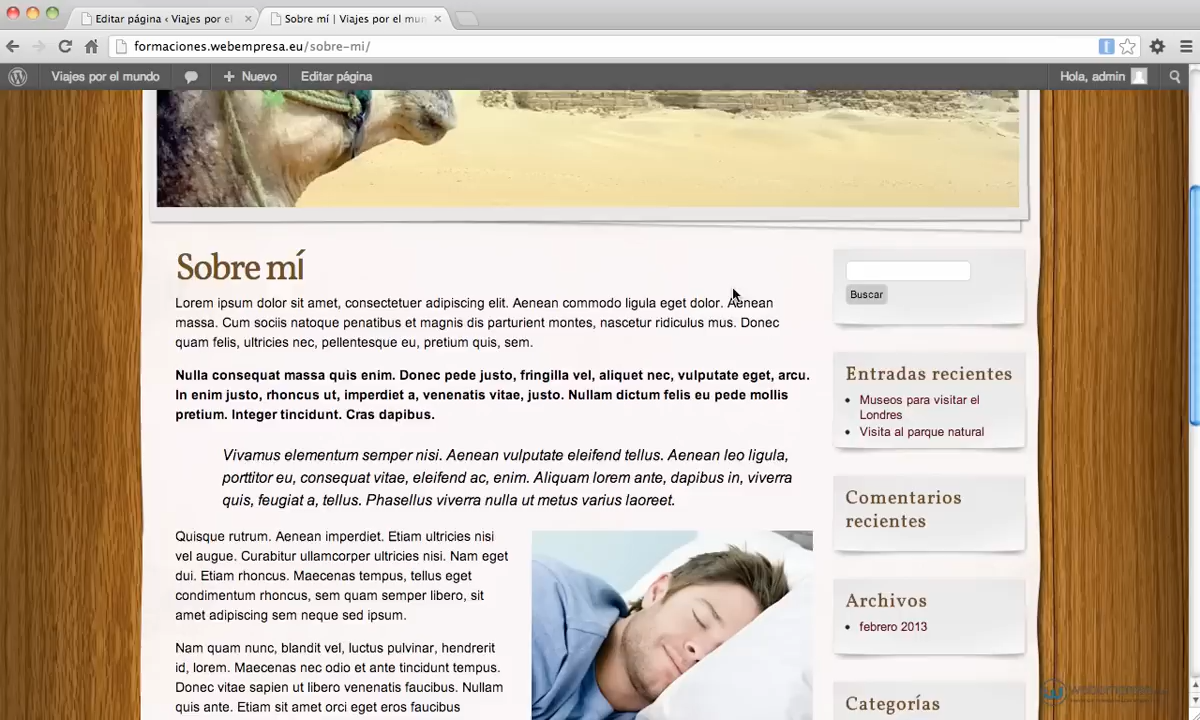 Editar página ‹ Viajes por el
Sobre mí | Viajes por el mun
formaciones.webempresa.eu/sobre-mi/
Viajes por el mundo
Nuevo
Editar página
Hola, admin
Sobre mí
Lorem ipsum dolor sit amet, consectetuer adipiscing elit. Aenean commodo ligula eget dolor. Aenean
massa. Cum sociis natoque penatibus et magnis dis parturient montes, nascetur ridiculus mus. Donec
quam felis, ultricies nec, pellentesque eu, pretium quis, sem.
Nulla consequat massa quis enim. Donec pede justo, fringilla vel, aliquet nec, vulputate eget, arcu.
In enim justo, rhoncus ut, imperdiet a, venenatis vitae, justo. Nullam dictum felis eu pede mollis
pretium. Integer tincidunt. Cras dapibus.
Vivamus elementum semper nisi. Aenean vulputate eleifend tellus. Aenean leo ligula,
porttitor eu, consequat vitae, eleifend ac, enim. Aliquam lorem ante, dapibus in, viverra
quis, feugiat a, tellus. Phasellus viverra nulla ut metus varius laoreet.
Quisque rutrum. Aenean imperdiet. Etiam ultricies nisi
vel augue. Curabitur ullamcorper ultricies nisi. Nam eget
dui. Etiam rhoncus. Maecenas tempus, tellus eget
condimentum rhoncus, sem quam semper libero, sit
amet adipiscing sem neque sed ipsum.
Nam quam nunc, blandit vel, luctus pulvinar, hendrerit
id, lorem. Maecenas nec odio et ante tincidunt tempus.
Donec vitae sapien ut libero venenatis faucibus. Nullam
quis ante. Etiam sit amet orci eget eros faucibus
Buscar
Entradas recientes
Museos para visitar el
Londres
Visita al parque natural
Comentarios
recientes
Archivos
febrero 2013
Categorías
webempresa